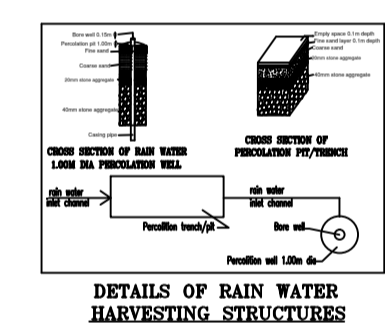 Bore well 0.15m
Percolation pit 1.00m
Fine sand
Coarse sand
20mm stone aggregate
40mm stone aggregate
Casing pipe
CROSS SECTION OF RAIN WATER
1.00M DIA PERCOLATION WELL
Empty space 0.1m depth
Fine sand layer 0.1m depth
Coarse sand
20mm stone aggregate
40mm stone aggregate
CROSS SECTION OF
PERCOLATION PIT/TRENCH
rain water
inlet channel
Percolition trench/pit
rain water
inlet channel
Bore well
Percolition well 1.00m dia
DETAILS OF RAIN WATER
HARVESTING STRUCTURES